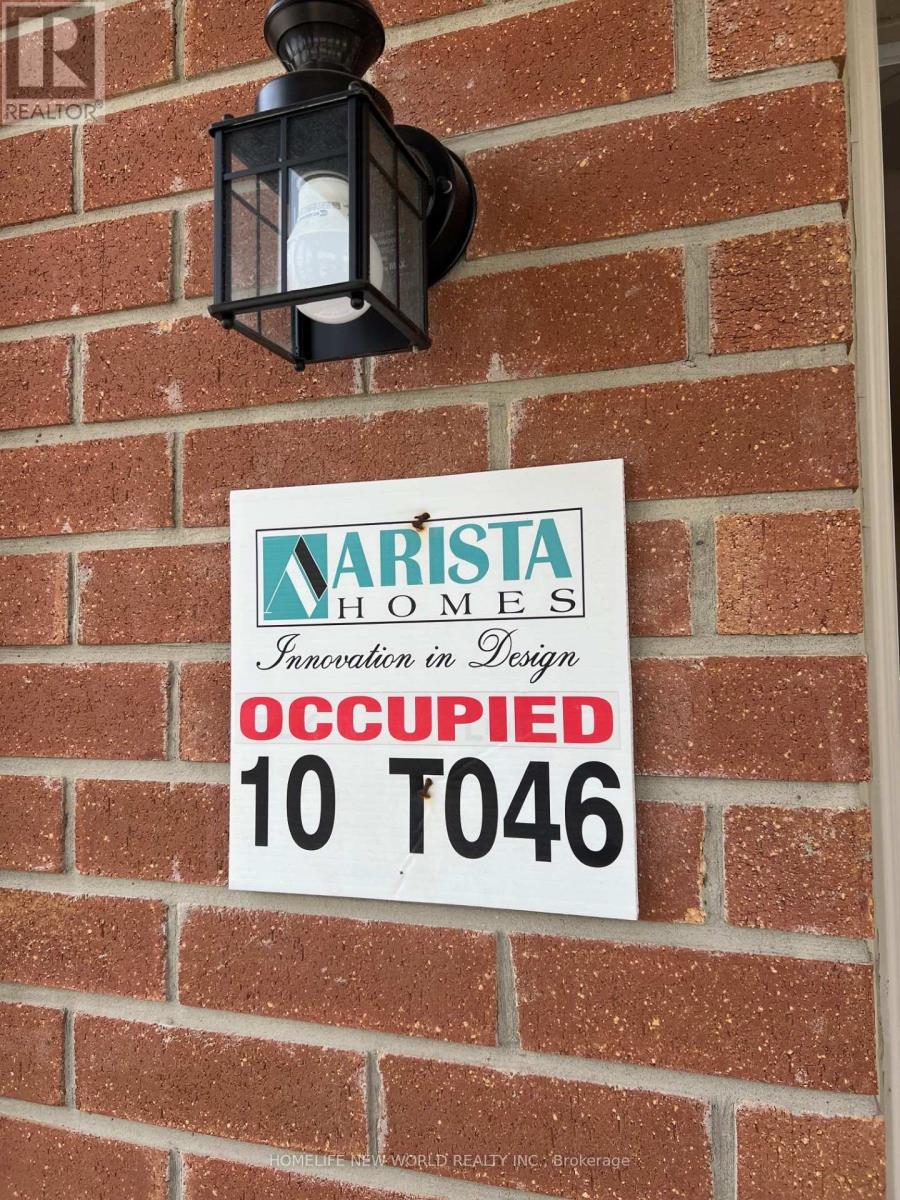 REALTOR®
ARISTA
HOMES
Innovation in Design
OCCUPIED
10 T046
HOMELIFE NEW WORLD REALTY INC., Brokerage